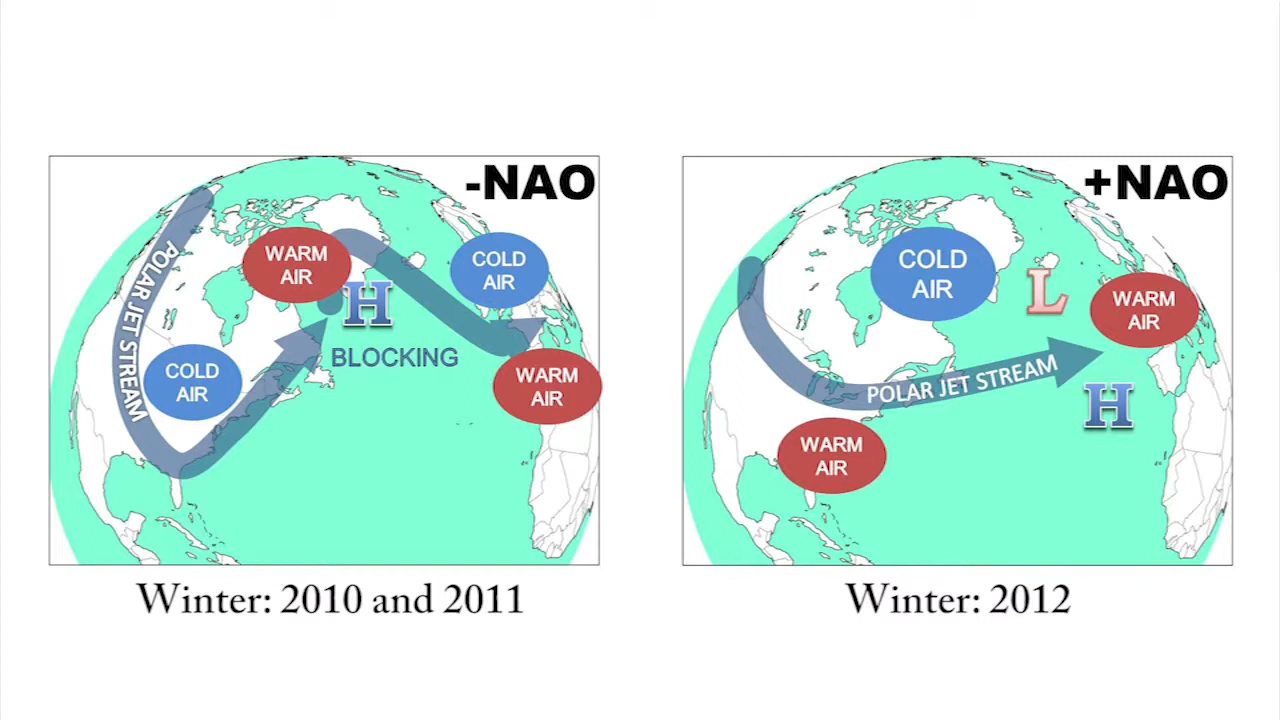 -NAO
POLAR JET STREAM
WARM
AIR
COLD
AIR
H
BLOCKING
COLD
AIR
WARM
AIR
Winter: 2010 and 2011
+NAO
COLD
AIR
L
WARM
AIR
POLAR JET STREAM
H
WARM
AIR
Winter: 2012